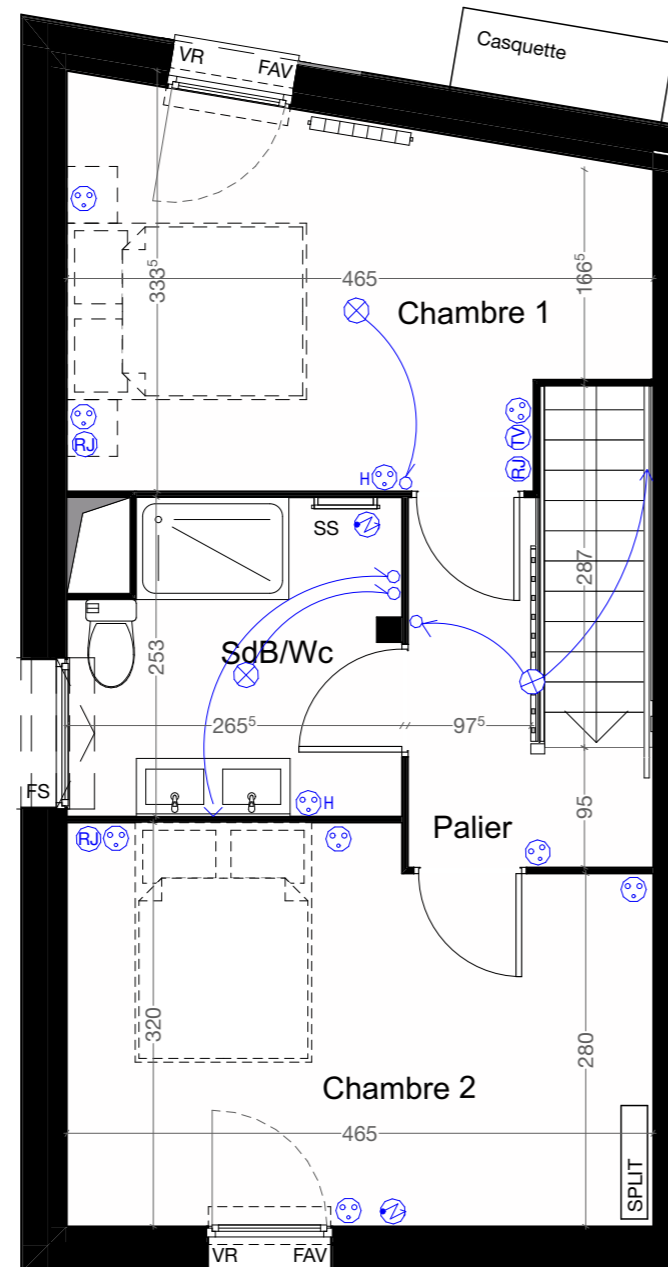 Casquette
VR FAV
333⁵
465
166⁵
Chambre 1
RJ
H
TV
RJ
SS
287
SdB/Wc
253
265⁵
97⁵
FS
H
95
RJ
Palier
320
280
Chambre 2
465
SPLIT
VR FAV